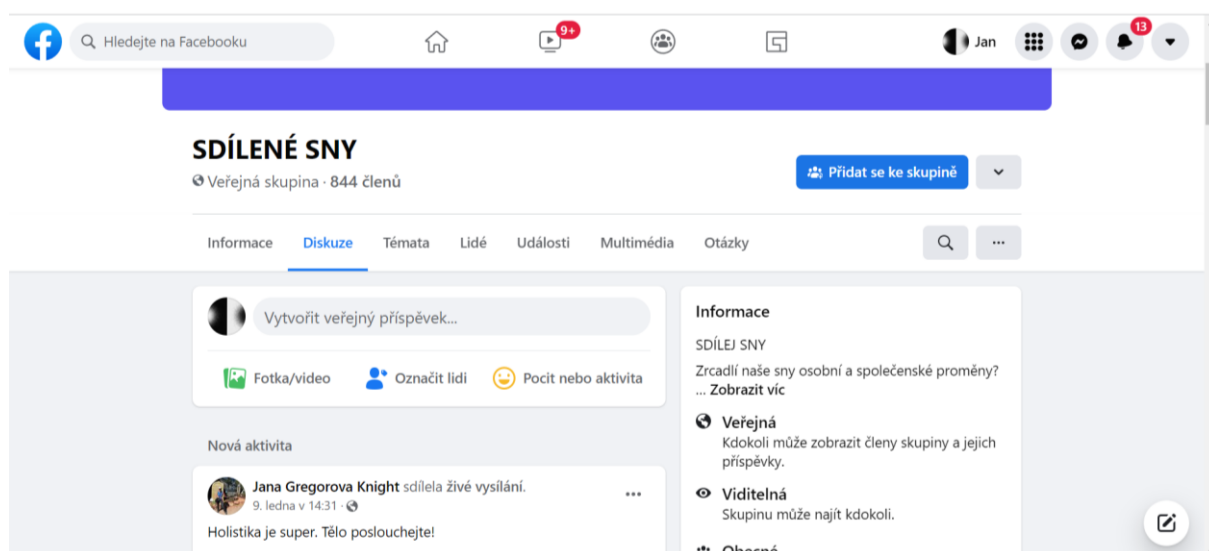 Hledejte na Facebooku
9+
Jan
13
SDÍLENÉ SNY
Veřejná skupina · 844 členů
Přidat se ke skupině
Informace Diskuze Témata Lidé Události Multimédia Otázky
Vytvořit veřejný příspěvek...
Fotka/video Označit lidi Pocit nebo aktivita
Nová aktivita
Jana Gregorova Knight sdílela živé vysílání.
9. ledna v 14:31 ·
Holistika je super. Tělo poslouchejte!
Informace
SDÍLEJ SNY
Zrcadlí naše sny osobní a společenské proměny?
... Zobrazit víc
Veřejná
Kdokoli může zobrazit členy skupiny a jejich
příspěvky.
Viditelná
Skupinu může najít kdokoli.
Obecné